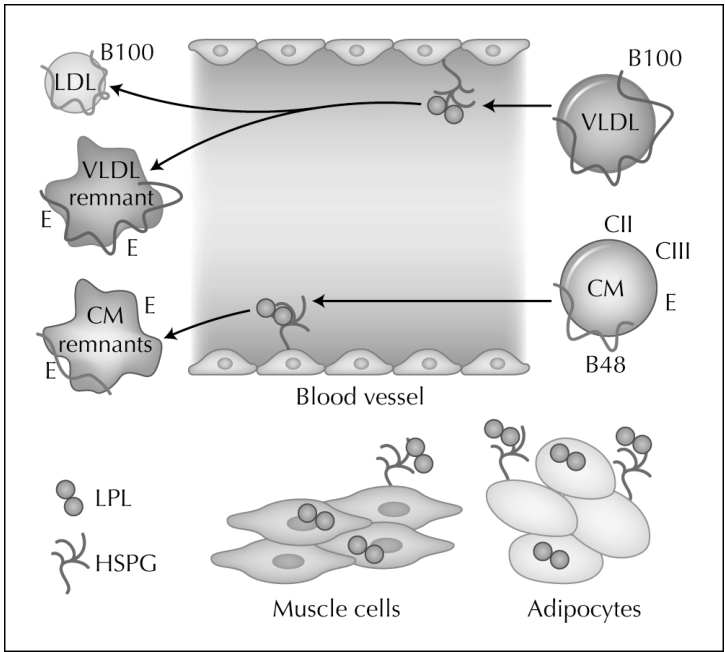 B100
LDL
VLDL
remnant
E
E
CM
remnants
E
E
B100
VLDL
CII
CIII
CM
E
B48
Blood vessel
LPL
HSPG
Muscle cells
Adipocytes